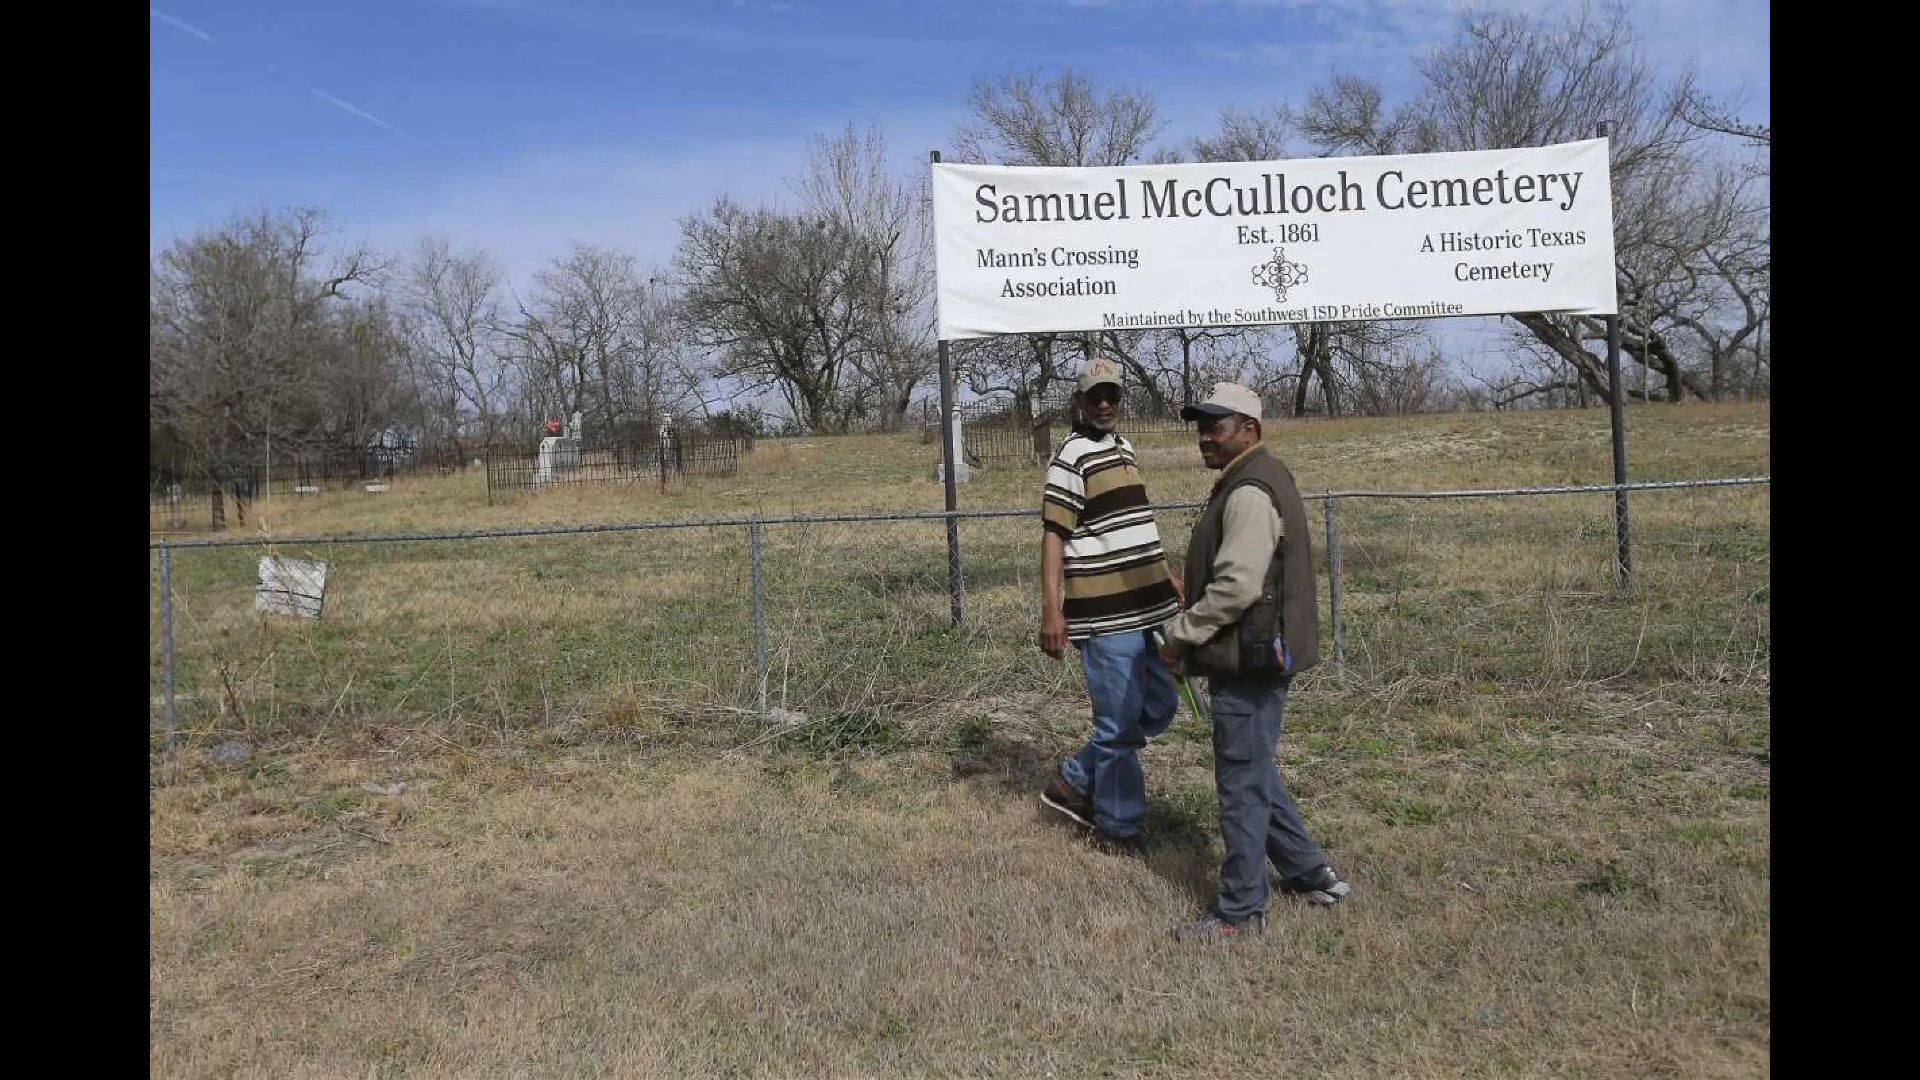 Samuel McCulloch Cemetery
Est. 1861
Mann's Crossing
Association
A Historic Texas
Cemetery
Maintained by the Southwest ISD Pride Committee